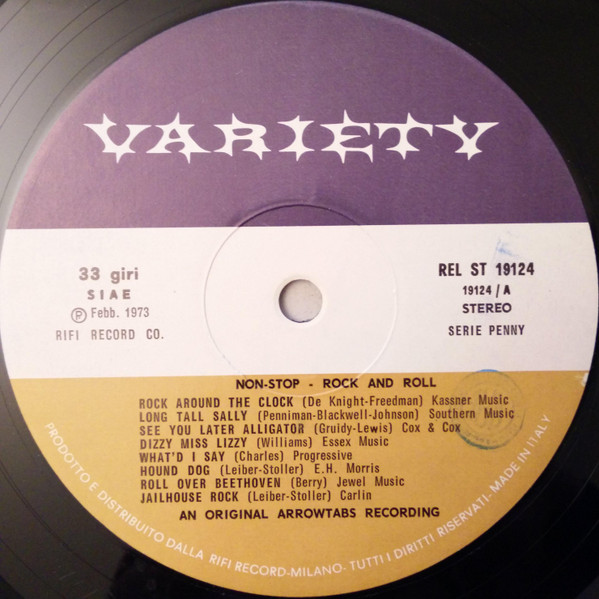 VARIETY
33 giri
SIAE
Ⓟ Febb. 1973
RIFI RECORD CO.
REL ST 19124
19124 / A
STEREO
SERIE PENNY
NON-STOP - ROCK AND ROLL
ROCK AROUND THE CLOCK (De Knight-Freedman) Kassner Music
LONG TALL SALLY (Penniman-Blackwell-Johnson) Southern Music
SEE YOU LATER ALLIGATOR (Gruidy-Lewis) Cox & Cox
DIZZY MISS LIZZY (Williams) Essex Music
WHAT'D I SAY (Charles) Progressive
HOUND DOG (Leiber-Stoller) E.H. Morris
ROLL OVER BEETHOVEN (Berry) Jewel Music
JAILHOUSE ROCK (Leiber-Stoller) Carlin
AN ORIGINAL ARROWTABS RECORDING
PRODOTTO E DISTRIBUITO DALLA RIFI RECORD-MILANO- TUTTI I DIRITTI RISERVATI- MADE IN ITALY